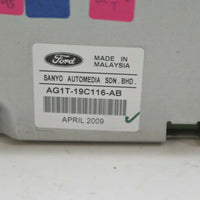 Ford
MADE IN
MALAYSIA
SANYO AUTOMEDIA SDN . BHD .
AG1T-19C116-AB
APRIL 2009